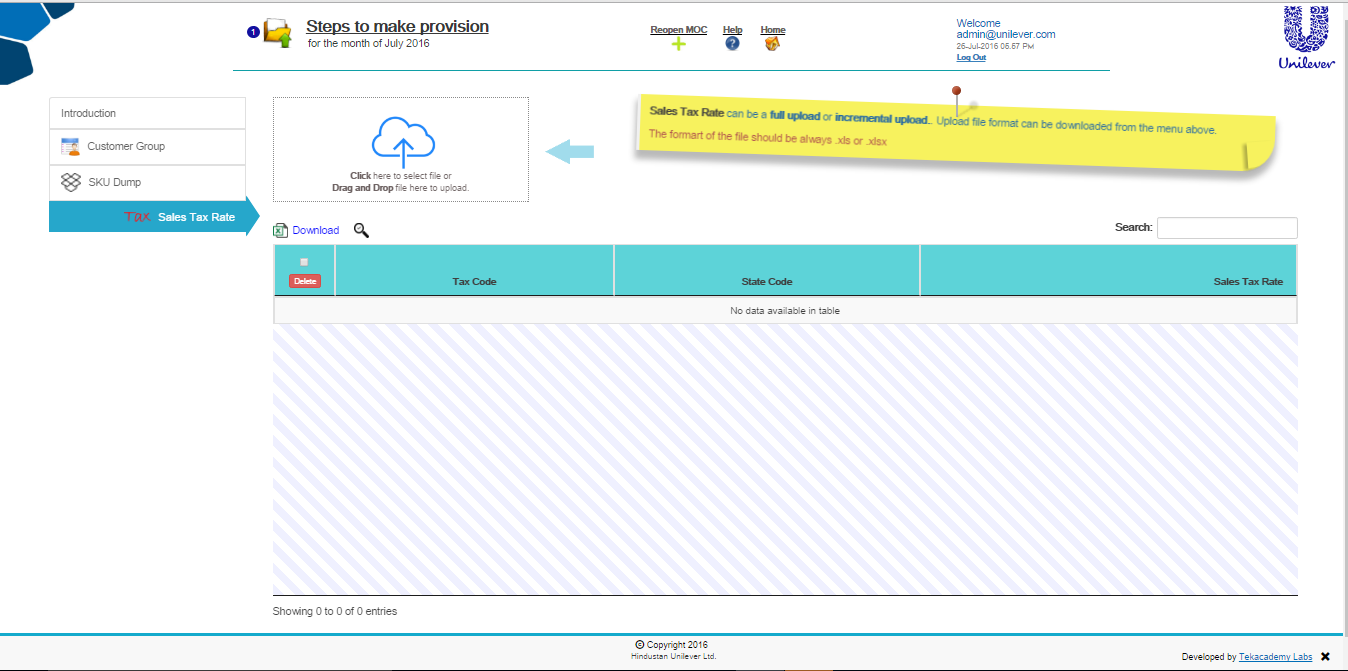 1
Steps to make provision
for the month of July 2016
Reopen MOC
Help
?
Home
Welcome
admin@unilever.com
26-Jul-2016 05.57 PM
Log Out
Unilever
Introduction
Customer Group
SKU Dump
Tax Sales Tax Rate
Click here to select file or
Drag and Drop file here to upload.
Sales Tax Rate can be a full upload or incremental upload.. Upload file format can be downloaded from the menu above.
The formart of the file should be always .xls or .xlsx
Download
Search:
Delete
Tax Code
State Code
Sales Tax Rate
No data available in table
Showing 0 to 0 of 0 entries
© Copyright 2016
Hindustan Unilever Ltd.
Developed by Tekacademy Labs